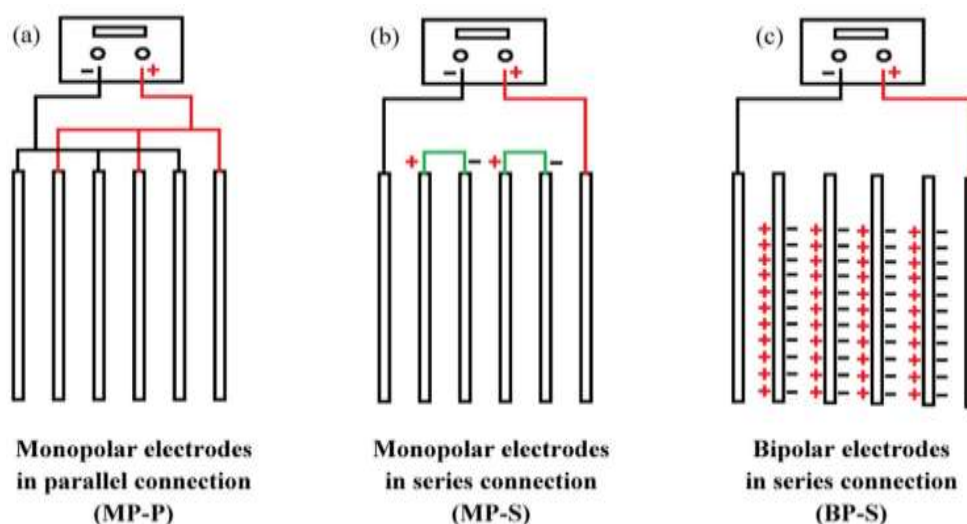 (a)
- +
(b)
- +
+ - + -
(c)
- +
+ - + - + - + -
+ - + - + - + -
+ - + - + - + -
+ - + - + - + -
+ - + - + - + -
+ - + - + - + -
+ - + - + - + -
+ - + - + - + -
+ - + - + - + -
+ - + - + - + -
+ - + - + - + -
Monopolar electrodes
in parallel connection
(MP-P)
Monopolar electrodes
in series connection
(MP-S)
Bipolar electrodes
in series connection
(BP-S)